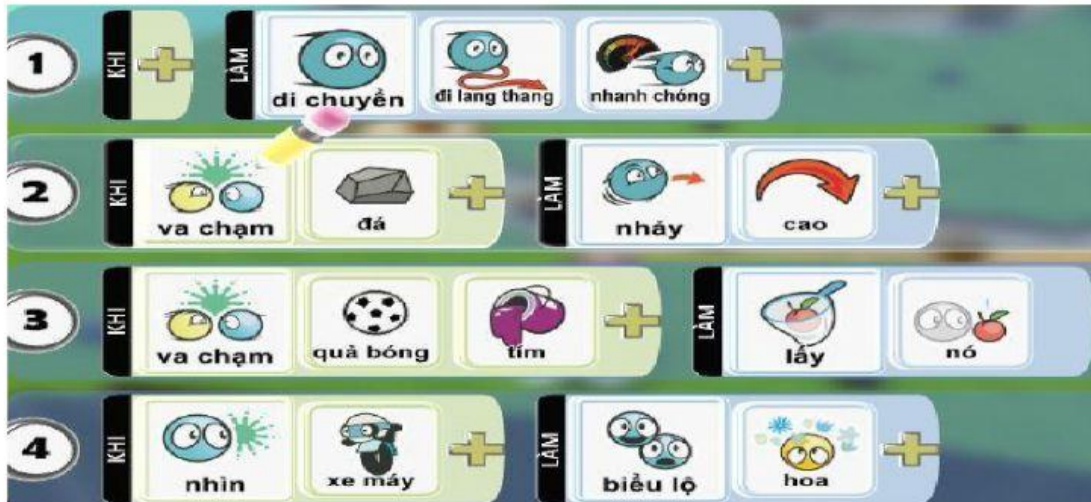 1 KHI LÀM di chuyển đi lang thang nhanh chóng
2 KHI va chạm đá LÀM nhảy cao
3 KHI va chạm quả bóng tím LÀM lấy nó
4 KHI nhìn xe máy LÀM biểu lộ hoa